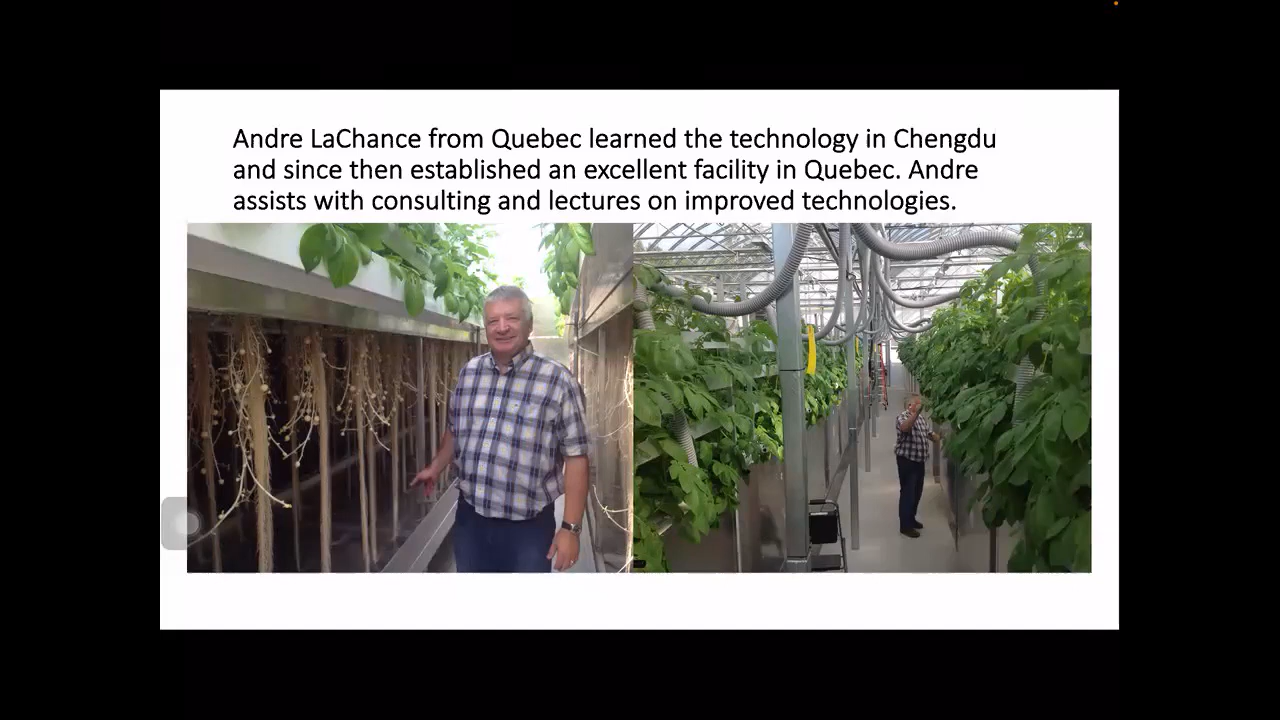 Andre LaChance from Quebec learned the technology in Chengdu
and since then established an excellent facility in Quebec. Andre
assists with consulting and lectures on improved technologies.